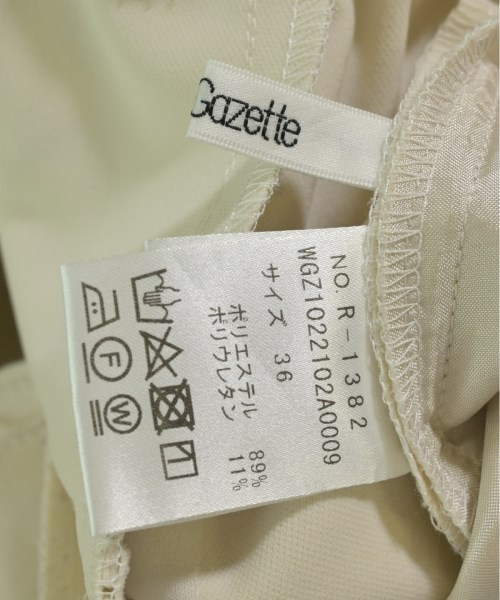 Gazette
NO. R-1382
WGZ1022102A0009
サイズ 36
ポリエステル 89%
ポリウレタン 11%
F
W